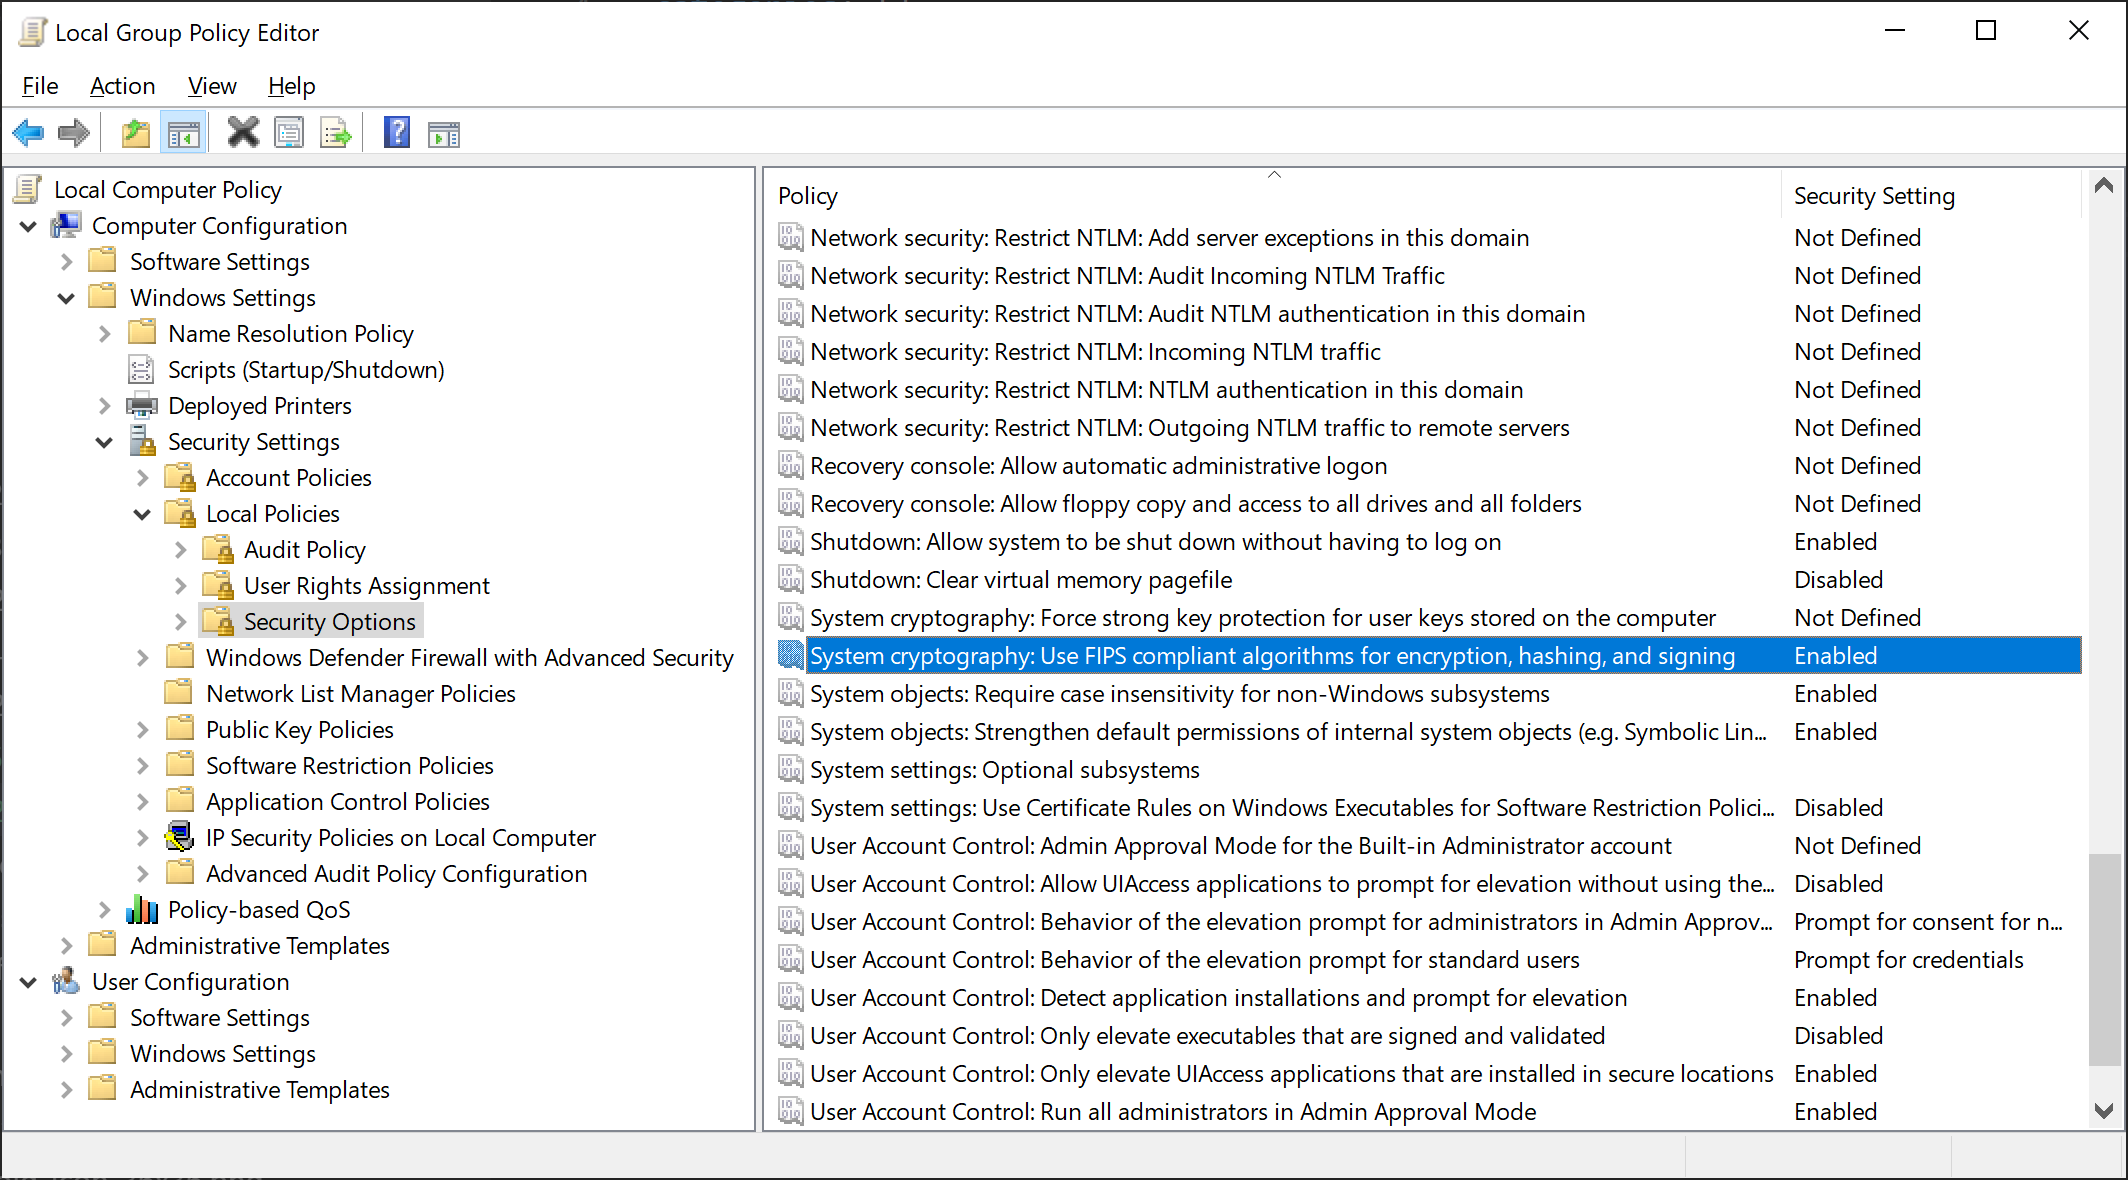 Local Group Policy Editor
File Action View Help
Local Computer Policy
Computer Configuration
Software Settings
Windows Settings
Name Resolution Policy
Scripts (Startup/Shutdown)
Deployed Printers
Security Settings
Account Policies
Local Policies
Audit Policy
User Rights Assignment
Security Options
Windows Defender Firewall with Advanced Security
Network List Manager Policies
Public Key Policies
Software Restriction Policies
Application Control Policies
IP Security Policies on Local Computer
Advanced Audit Policy Configuration
Policy-based QoS
Administrative Templates
User Configuration
Software Settings
Windows Settings
Administrative Templates
Policy Security Setting
Network security: Restrict NTLM: Add server exceptions in this domain Not Defined
Network security: Restrict NTLM: Audit Incoming NTLM Traffic Not Defined
Network security: Restrict NTLM: Audit NTLM authentication in this domain Not Defined
Network security: Restrict NTLM: Incoming NTLM traffic Not Defined
Network security: Restrict NTLM: NTLM authentication in this domain Not Defined
Network security: Restrict NTLM: Outgoing NTLM traffic to remote servers Not Defined
Recovery console: Allow automatic administrative logon Not Defined
Recovery console: Allow floppy copy and access to all drives and all folders Not Defined
Shutdown: Allow system to be shut down without having to log on Enabled
Shutdown: Clear virtual memory pagefile Disabled
System cryptography: Force strong key protection for user keys stored on the computer Not Defined
System cryptography: Use FIPS compliant algorithms for encryption, hashing, and signing Enabled
System objects: Require case insensitivity for non-Windows subsystems Enabled
System objects: Strengthen default permissions of internal system objects (e.g. Symbolic Lin... Enabled
System settings: Optional subsystems
System settings: Use Certificate Rules on Windows Executables for Software Restriction Polici... Disabled
User Account Control: Admin Approval Mode for the Built-in Administrator account Not Defined
User Account Control: Allow UIAccess applications to prompt for elevation without using the... Disabled
User Account Control: Behavior of the elevation prompt for administrators in Admin Approv... Prompt for consent for n...
User Account Control: Behavior of the elevation prompt for standard users Prompt for credentials
User Account Control: Detect application installations and prompt for elevation Enabled
User Account Control: Only elevate executables that are signed and validated Disabled
User Account Control: Only elevate UIAccess applications that are installed in secure locations Enabled
User Account Control: Run all administrators in Admin Approval Mode Enabled